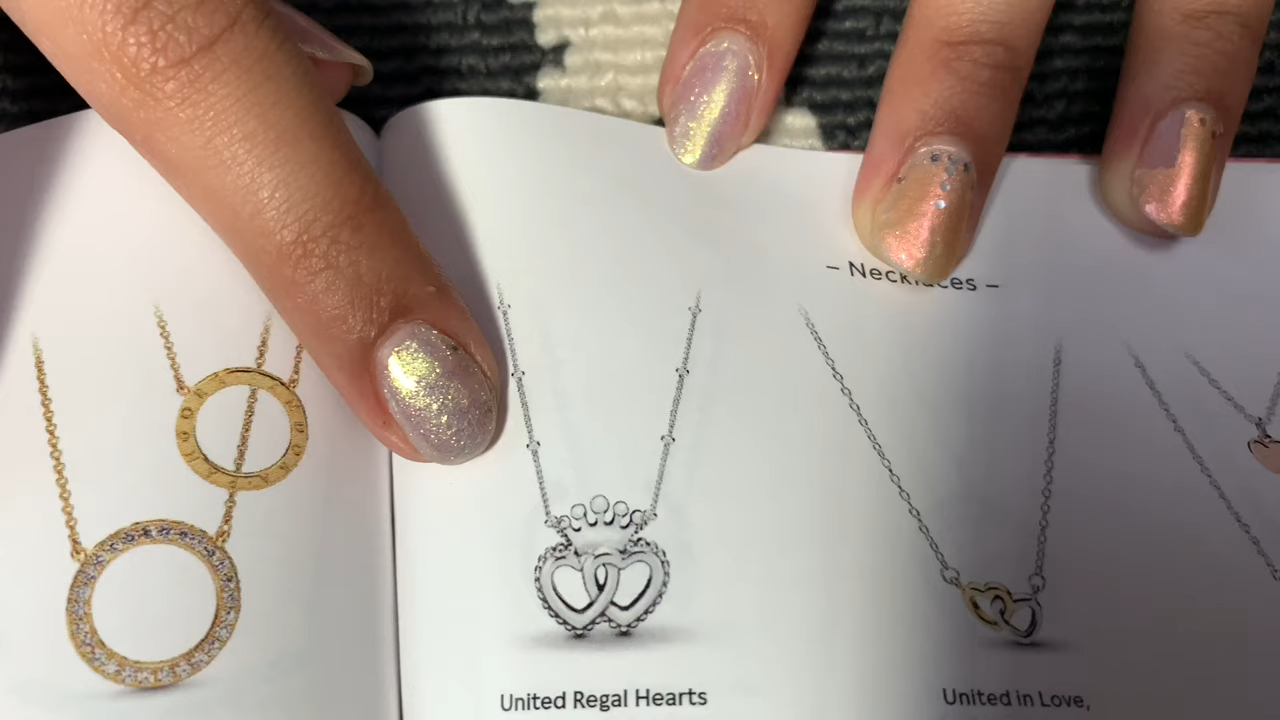 – Necklaces –
United Regal Hearts
United in Love,